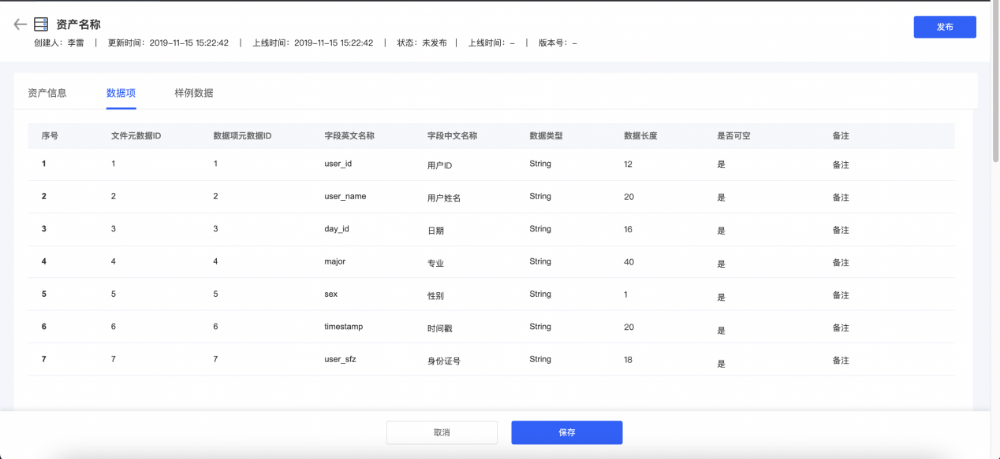 资产名称
发布
创建人：李雷 | 更新时间：2019-11-15 15:22:42 | 上线时间：2019-11-15 15:22:42 | 状态：未发布 | 上线时间：- | 版本号：-
资产信息 数据项 样例数据
序号 文件元数据ID 数据项元数据ID 字段英文名称 字段中文名称 数据类型 数据长度 是否可空 备注
1 1 1 user_id 用户ID String 12 是 备注
2 2 2 user_name 用户姓名 String 20 是 备注
3 3 3 day_id 日期 String 16 是 备注
4 4 4 major 专业 String 40 是 备注
5 5 5 sex 性别 String 1 是 备注
6 6 6 timestamp 时间戳 String 20 是 备注
7 7 7 user_sfz 身份证号 String 18 是 备注
取消 保存